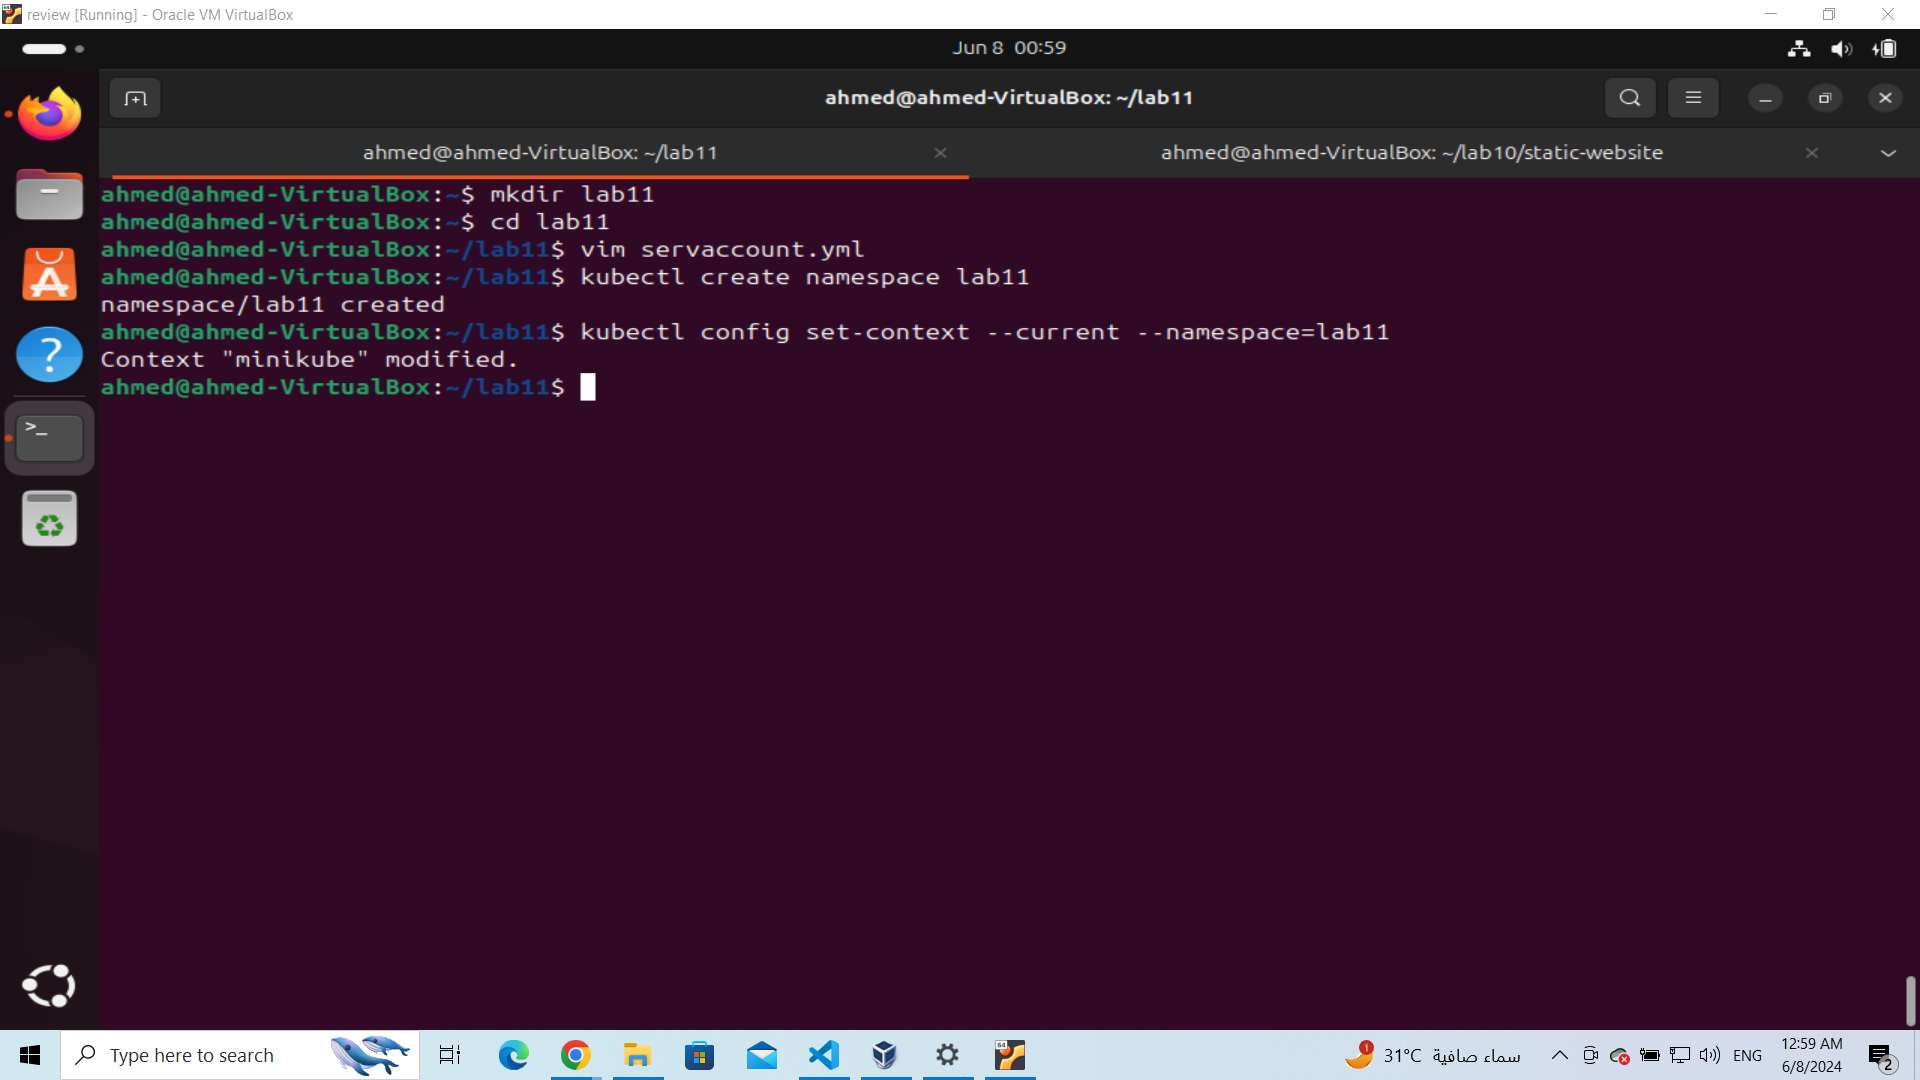 review [Running] - Oracle VM VirtualBox
Jun 8 00:59
ahmed@ahmed-VirtualBox: ~/lab11
ahmed@ahmed-VirtualBox: ~/lab11
ahmed@ahmed-VirtualBox: ~/lab10/static-website
ahmed@ahmed-VirtualBox:~$ mkdir lab11
ahmed@ahmed-VirtualBox:~$ cd lab11
ahmed@ahmed-VirtualBox:~/lab11$ vim servaccount.yml
ahmed@ahmed-VirtualBox:~/lab11$ kubectl create namespace lab11
namespace/lab11 created
ahmed@ahmed-VirtualBox:~/lab11$ kubectl config set-context --current --namespace=lab11
Context "minikube" modified.
ahmed@ahmed-VirtualBox:~/lab11$
Type here to search
1
31°C سماء صافية
ENG
12:59 AM
6/8/2024
2
64